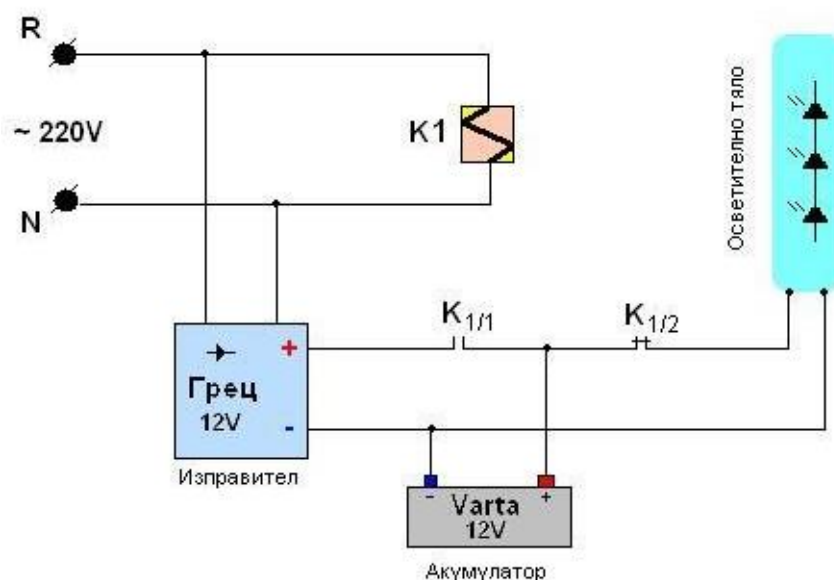 R
~ 220V
N
K1
Осветително тяло
K1/1
K1/2
+
Грец
12V
-
Изправител
- +
Varta
12V
Акумулатор